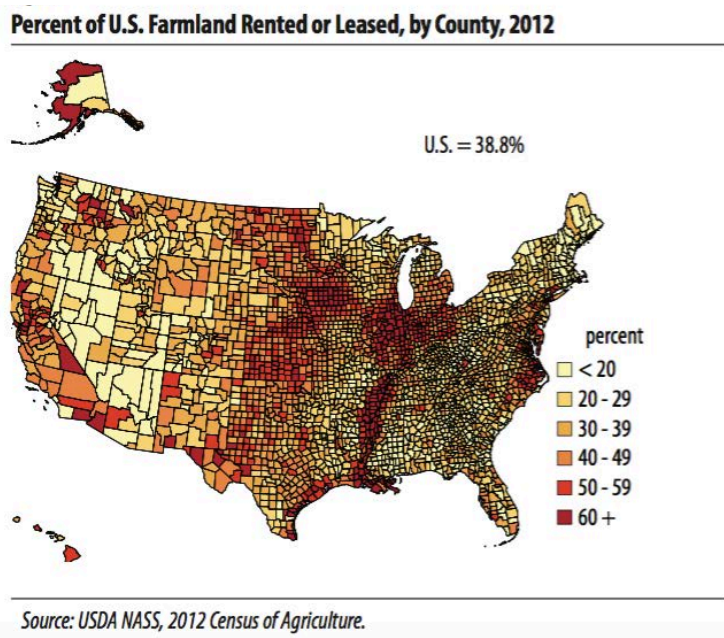 Percent of U.S. Farmland Rented or Leased, by County, 2012
U.S. = 38.8%
percent
< 20
20 - 29
30 - 39
40 - 49
50 - 59
60 +
Source: USDA NASS, 2012 Census of Agriculture.